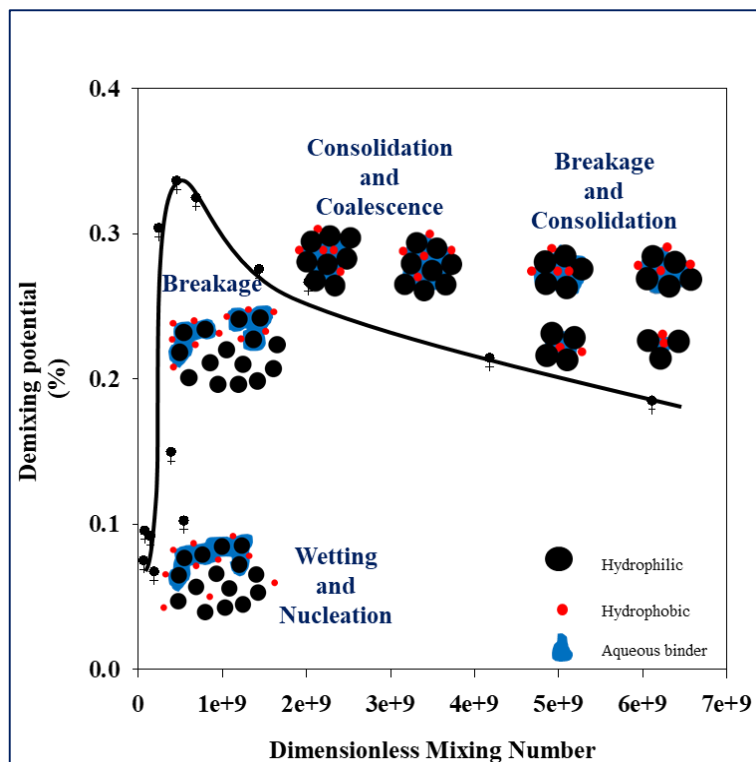 0.4
0.3
0.2
0.1
0.0
Demixing potential
(%)
Consolidation
and
Coalescence
Breakage
and
Consolidation
Breakage
Wetting
and
Nucleation
Hydrophilic
Hydrophobic
Aqueous binder
0 1e+9 2e+9 3e+9 4e+9 5e+9 6e+9 7e+9
Dimensionless Mixing Number